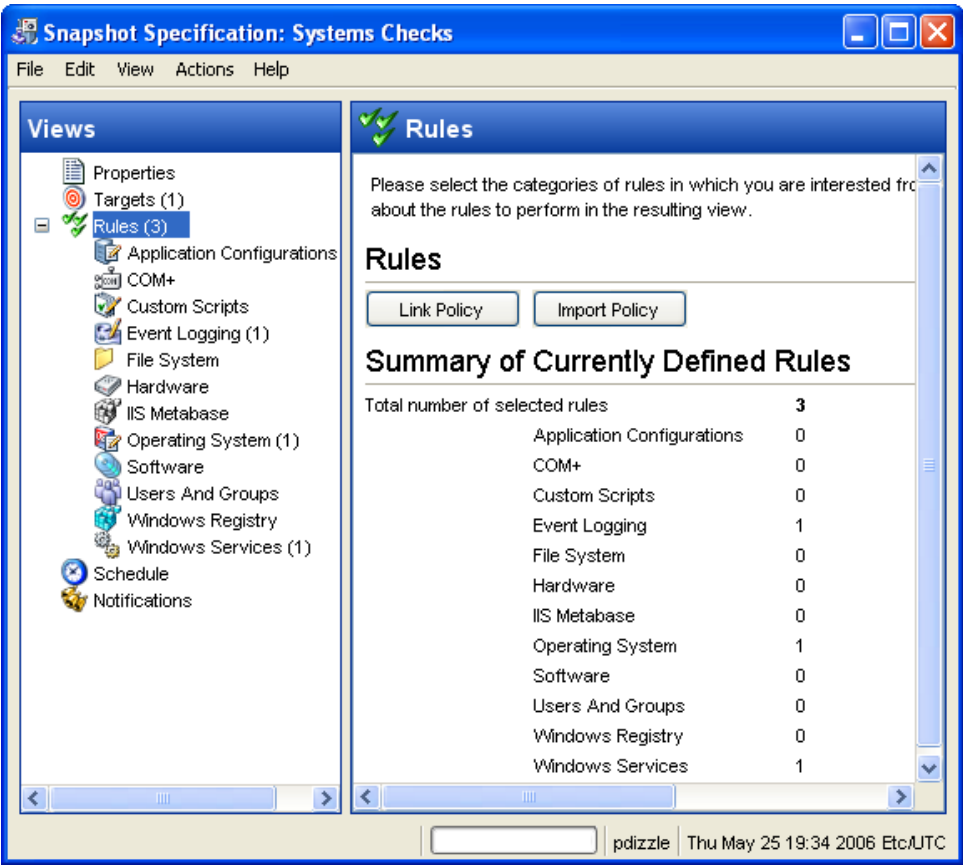 Snapshot Specification: Systems Checks
File Edit View Actions Help
Views
Properties
Targets (1)
Rules (3)
Application Configurations
COM+
Custom Scripts
Event Logging (1)
File System
Hardware
IIS Metabase
Operating System (1)
Software
Users And Groups
Windows Registry
Windows Services (1)
Schedule
Notifications
Rules
Please select the categories of rules in which you are interested
about the rules to perform in the resulting view.
Rules
Link Policy Import Policy
Summary of Currently Defined Rules
Total number of selected rules 3
Application Configurations 0
COM+ 0
Custom Scripts 0
Event Logging 1
File System 0
Hardware 0
IIS Metabase 0
Operating System 1
Software 0
Users And Groups 0
Windows Registry 0
Windows Services 1
pdizzle Thu May 25 19:34 2006 Etc/UTC